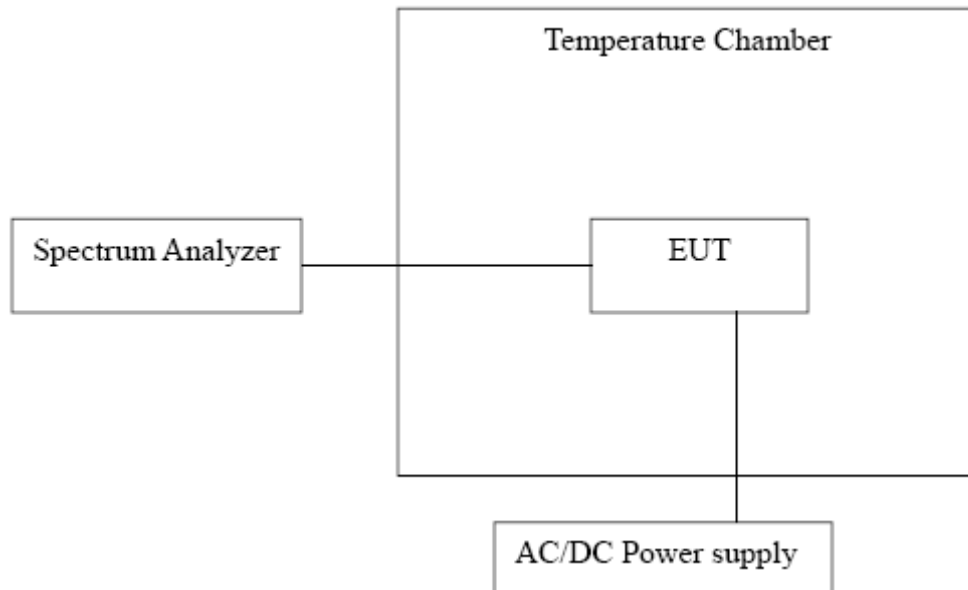 Temperature Chamber
Spectrum Analyzer
EUT
AC/DC Power supply